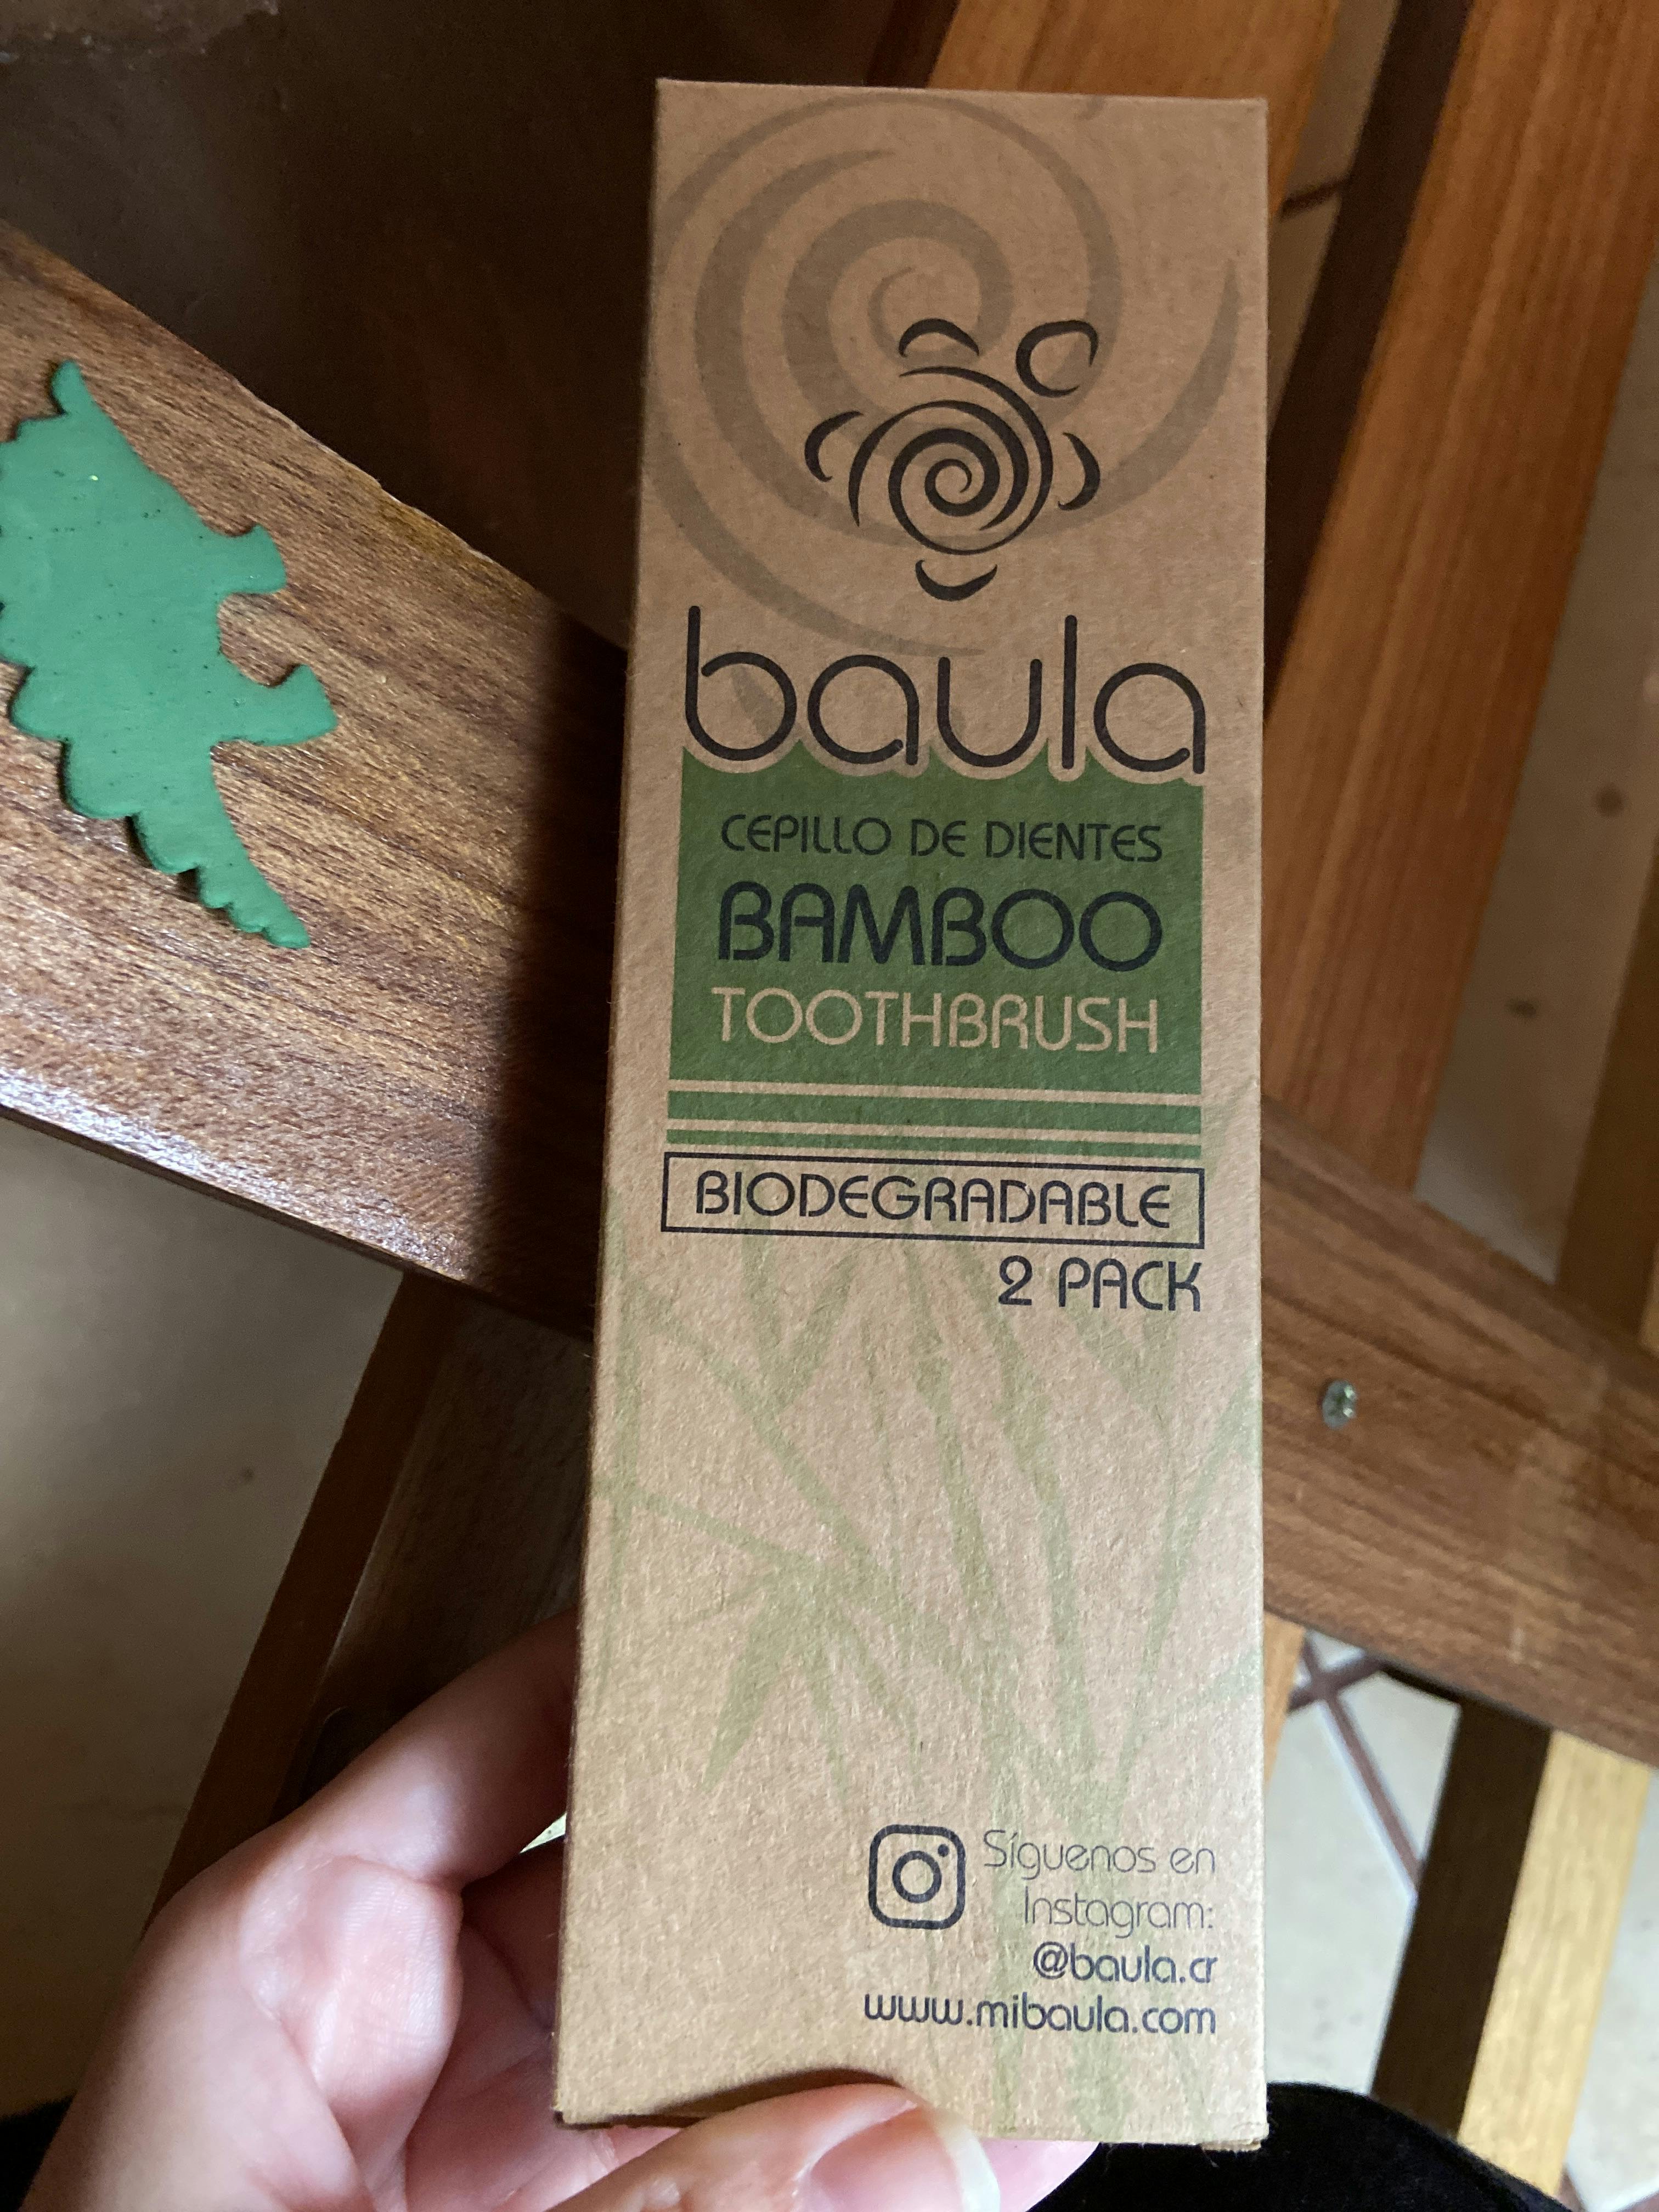 baula
CEPILLO DE DIENTES
BAMBOO
TOOTHBRUSH
BIODEGRADABLE
2 PACK
Síguenos en
Instagram:
@baula.cr
www.mibaula.com